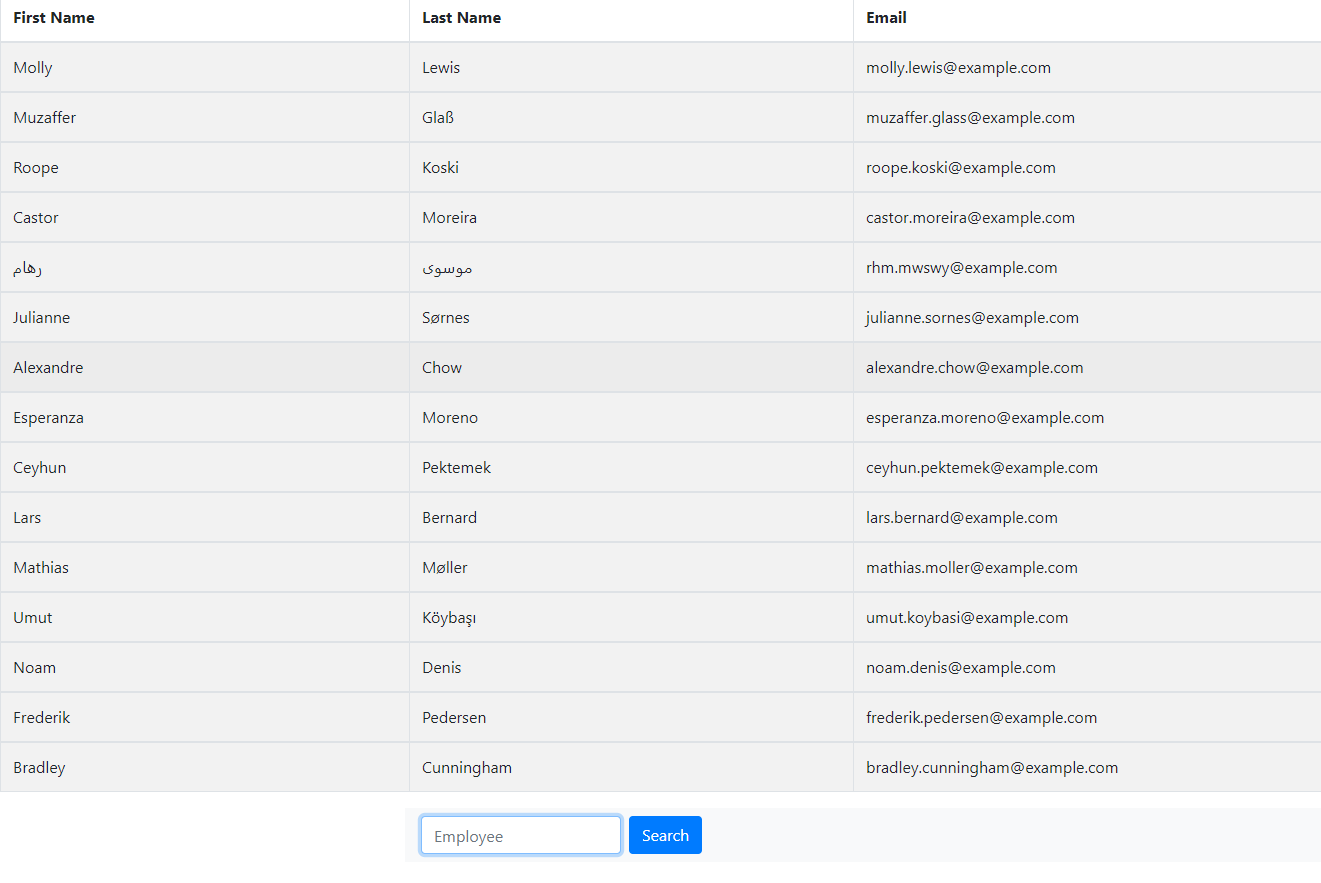 First Name Last Name Email
Molly Lewis molly.lewis@example.com
Muzaffer Glaß muzaffer.glass@example.com
Roope Koski roope.koski@example.com
Castor Moreira castor.moreira@example.com
رهام موسوی rhm.mwswy@example.com
Julianne Sørnes julianne.sornes@example.com
Alexandre Chow alexandre.chow@example.com
Esperanza Moreno esperanza.moreno@example.com
Ceyhun Pektemek ceyhun.pektemek@example.com
Lars Bernard lars.bernard@example.com
Mathias Møller mathias.moller@example.com
Umut Köybaşı umut.koybasi@example.com
Noam Denis noam.denis@example.com
Frederik Pedersen frederik.pedersen@example.com
Bradley Cunningham bradley.cunningham@example.com
Employee Search